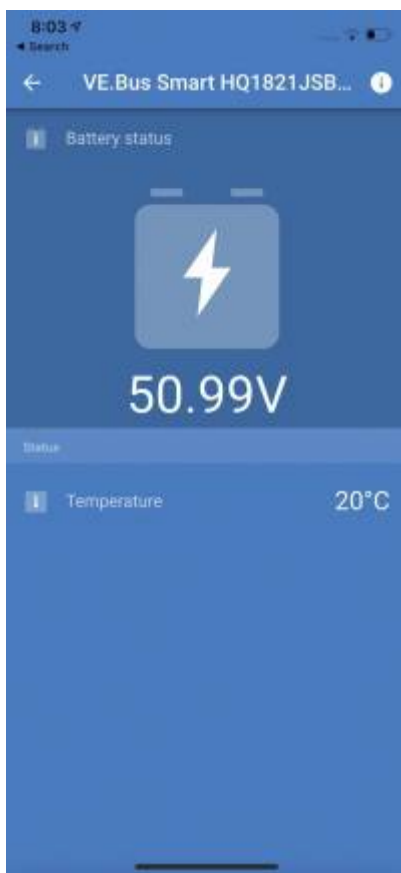 8:03
◀ Search
VE.Bus Smart HQ1821JSB...
Battery status
50.99V
Status
Temperature
20°C